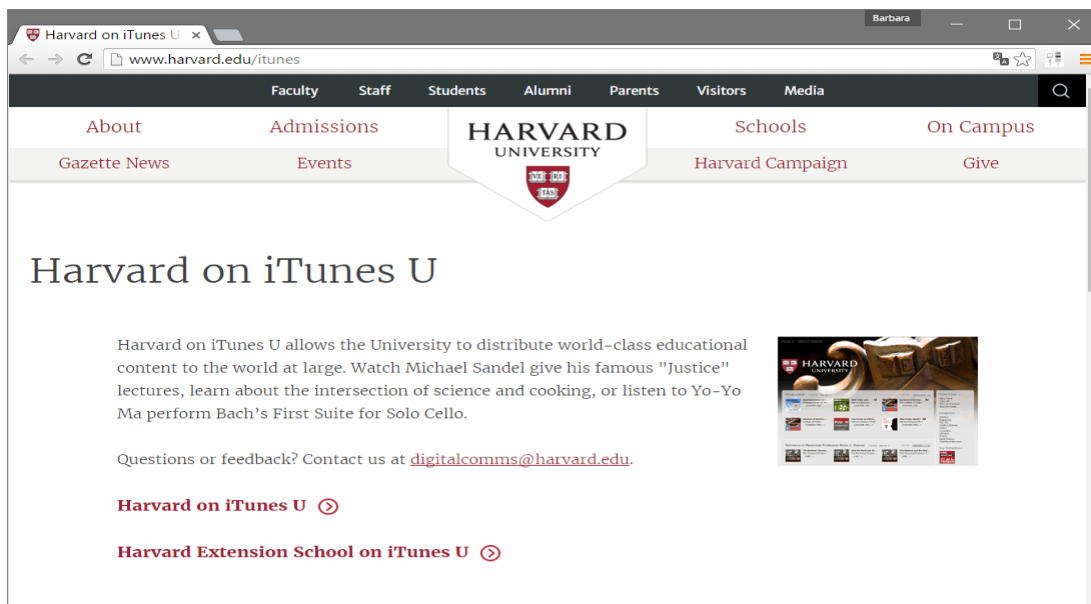 Barbara
Harvard on iTunes U
www.harvard.edu/itunes
Faculty Staff Students Alumni Parents Visitors Media
About Admissions HARVARD UNIVERSITY Schools On Campus
VE RI TAS
Gazette News Events Harvard Campaign Give
Harvard on iTunes U
Harvard on iTunes U allows the University to distribute world-class educational
content to the world at large. Watch Michael Sandel give his famous "Justice"
lectures, learn about the intersection of science and cooking, or listen to Yo-Yo
Ma perform Bach's First Suite for Solo Cello.
HARVARD
UNIVERSITY
Questions or feedback? Contact us at digitalcomms@harvard.edu.
Harvard on iTunes U
Harvard Extension School on iTunes U